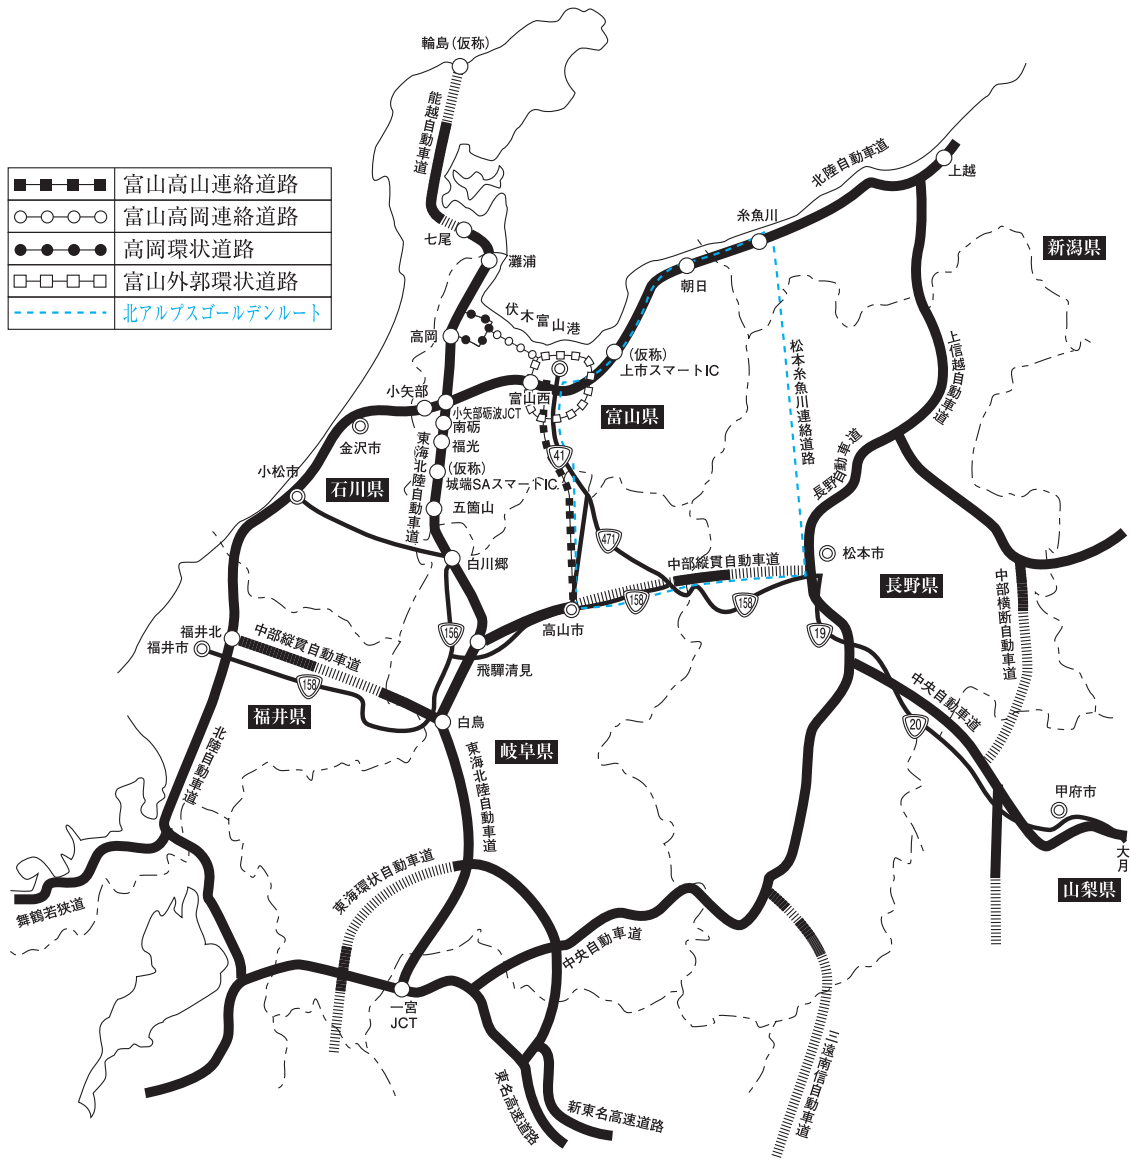 輪島（仮称）
能越自動車道
北陸自動車道
上越
富山高山連絡道路
富山高岡連絡道路
高岡環状道路
富山外郭環状道路
北アルプスゴールデンルート
糸魚川
七尾
新潟県
灘浦
朝日
伏木富山港
高岡
松本糸魚川連絡道路
上信越自動車道
（仮称）
上市スマートIC
小矢部
富山西
小矢部砺波JCT
富山県
南砺
金沢市
福光
東海北陸自動車道
長野自動車道
41
小松市
（仮称）
城端SAスマートIC
石川県
五箇山
471
白川郷
中部縦貫自動車道
松本市
長野県
中部横断自動車道
158
158
高山市
福井北
福井市
中部縦貫自動車道
156
19
飛騨清見
158
中央自動車道
福井県
白鳥
20
北陸自動車道
岐阜県
東海北陸自動車道
甲府市
大月
東海環状自動車道
山梨県
舞鶴若狭道
中央自動車道
一宮
JCT
三遠南信自動車道
東名高速道路
新東名高速道路